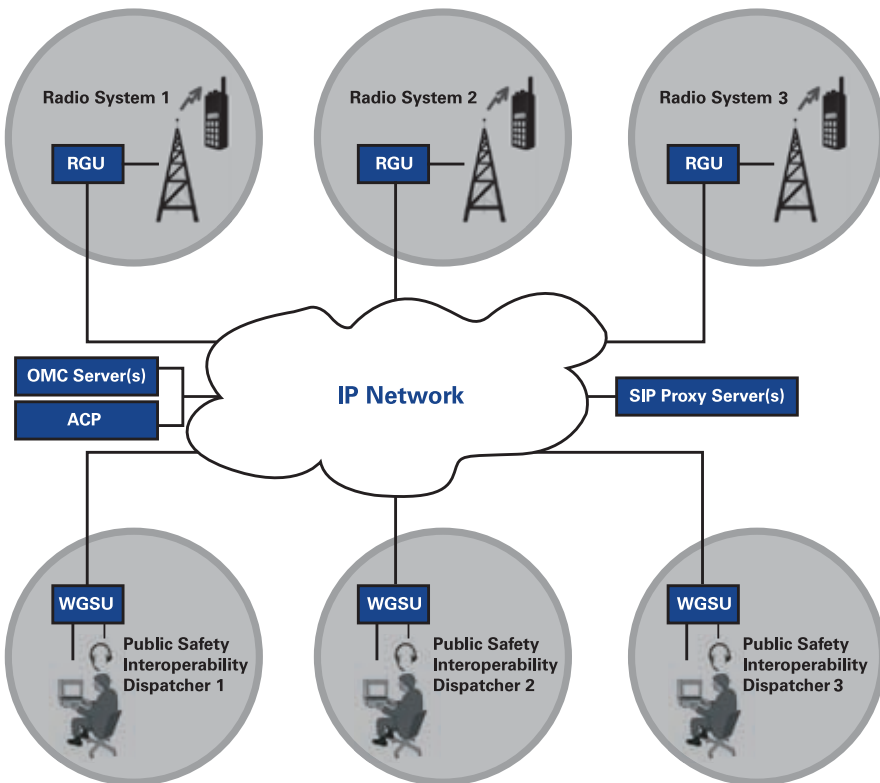 Radio System 1
RGU
Radio System 2
RGU
Radio System 3
RGU
OMC Server(s)
ACP
IP Network
SIP Proxy Server(s)
WGSU
Public Safety
Interoperability
Dispatcher 1
WGSU
Public Safety
Interoperability
Dispatcher 2
WGSU
Public Safety
Interoperability
Dispatcher 3